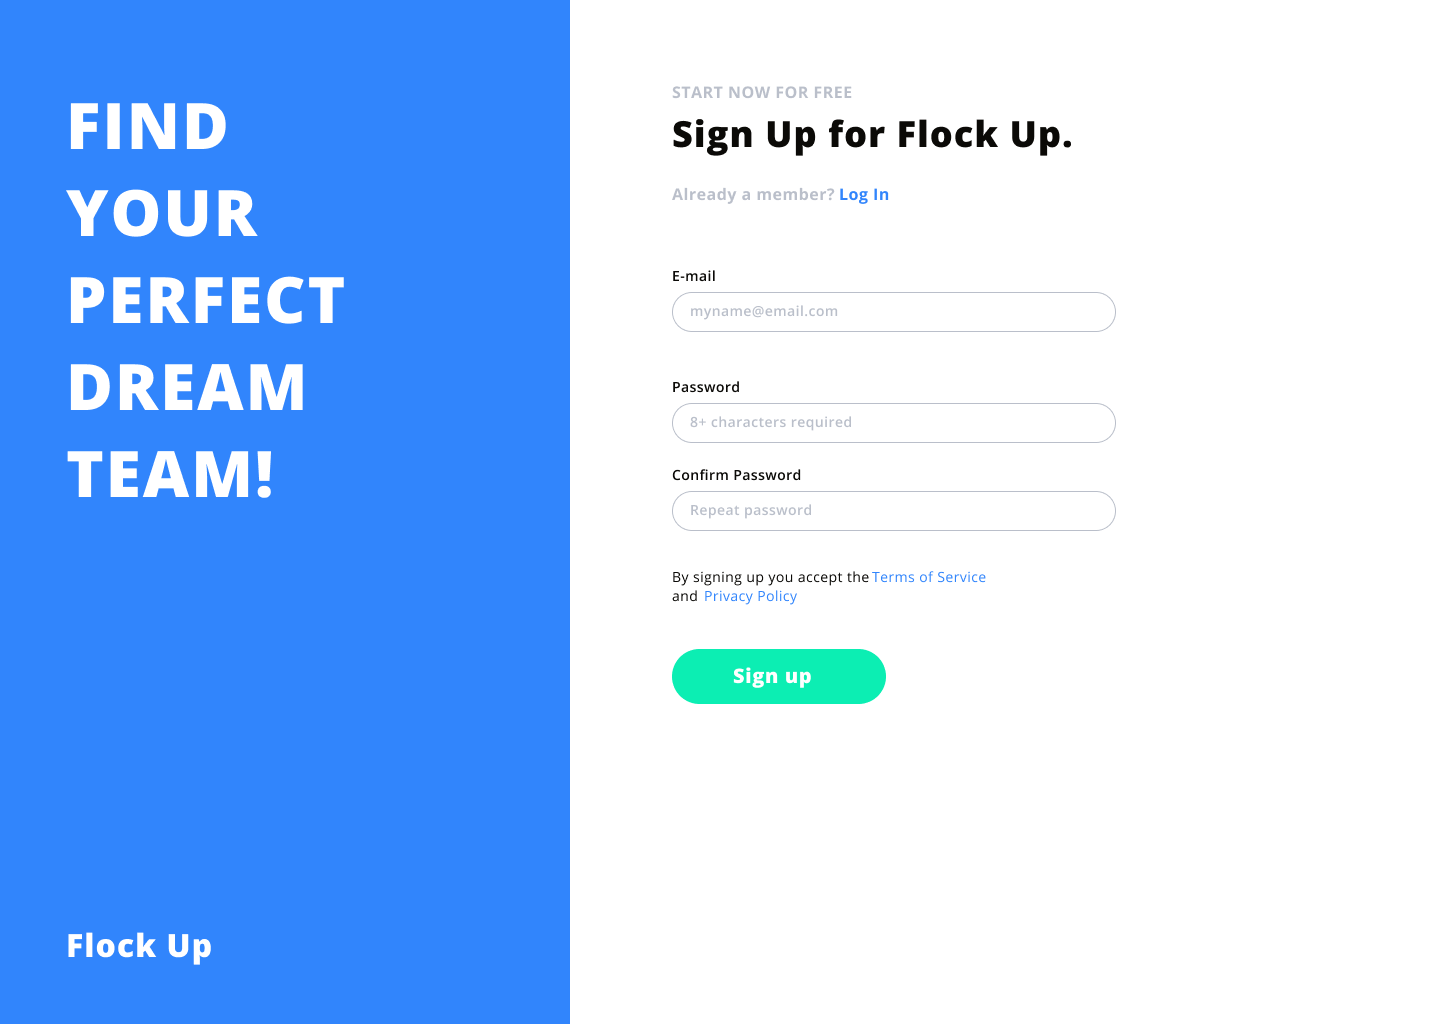 FIND
YOUR
PERFECT
DREAM
TEAM!
Flock Up
START NOW FOR FREE
Sign Up for Flock Up.
Already a member? Log In
E-mail
myname@email.com
Password
8+ characters required
Confirm Password
Repeat password
By signing up you accept the Terms of Service
and Privacy Policy
Sign up